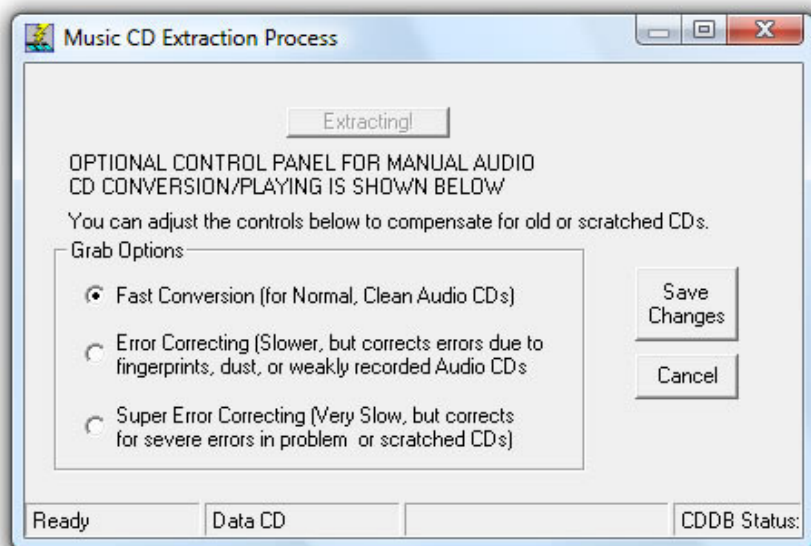 Music CD Extraction Process
Extracting!
OPTIONAL CONTROL PANEL FOR MANUAL AUDIO
CD CONVERSION/PLAYING IS SHOWN BELOW
You can adjust the controls below to compensate for old or scratched CDs.
Grab Options
Fast Conversion (for Normal, Clean Audio CDs)
Error Correcting (Slower, but corrects errors due to
fingerprints, dust, or weakly recorded Audio CDs
Super Error Correcting (Very Slow, but corrects
for severe errors in problem  or scratched CDs)
Save
Changes
Cancel
Ready
Data CD
CDDB Status: